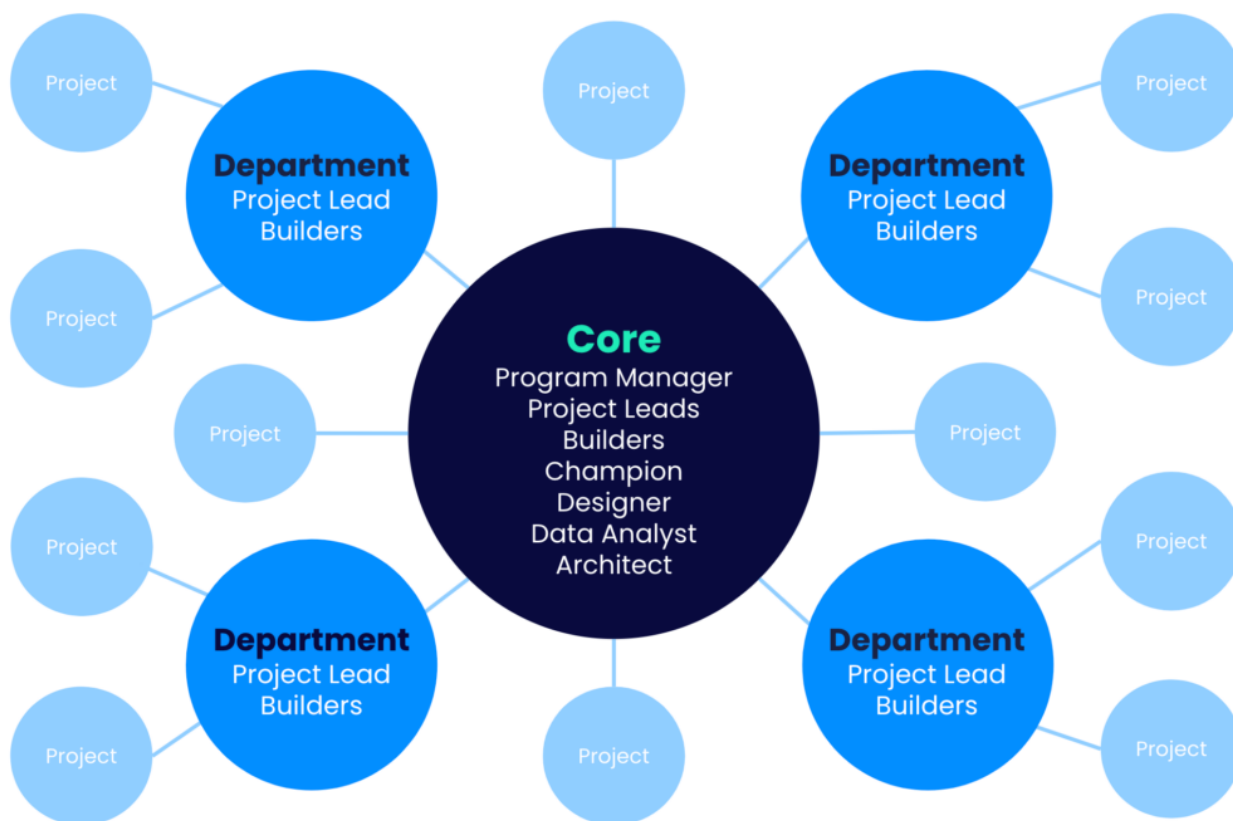 Project
Project
Project
Department
Project Lead
Builders
Department
Project Lead
Builders
Project
Project
Core
Program Manager
Project Leads
Builders
Champion
Designer
Data Analyst
Architect
Project
Project
Project
Project
Department
Project Lead
Builders
Department
Project Lead
Builders
Project
Project
Project